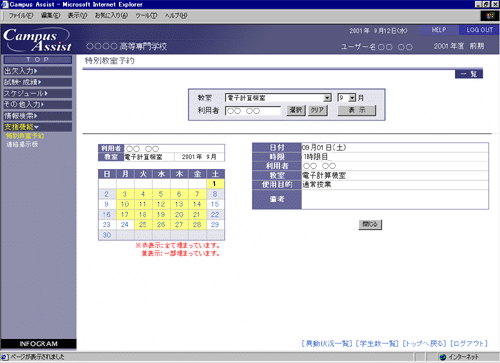 Campus Assist - Microsoft Internet Explorer
ファイル(F) 編集(E) 表示(V) お気に入り(A) ツール(T) ヘルプ(H)
Campus Assist
2001年 9月12日(水) HELP LOG OUT
○○○○高等専門学校 ユーザー名○○ ○○ 2001年度 前期
TOP
特別教室予約
一覧
出欠入力
試験・成績
スケジュール
その他入力
情報検索
支援機能
特別教室予約
連絡掲示板
教室 電子計算機室 9 月
利用者 ○○ ○○ 選択 クリア 表示
利用者 ○○ ○○
教室 電子計算機室 2001年 9月
日 月 火 水 木 金 土
1
2 3 4 5 6 7 8
9 10 11 12 13 14 15
16 17 18 19 20 21 22
23 24 25 26 27 28 29
30
※赤表示:全て埋まっています。
黄表示:一部埋まっています。
日付 09月01日(土)
時限 1時限目
利用者 ○○ ○○
教室 電子計算機室
使用目的 通常授業
備考
閉じる
[異動状況一覧] [学生数一覧] [トップへ戻る] [ログアウト]
INFOGRAM
ページが表示されました インターネット